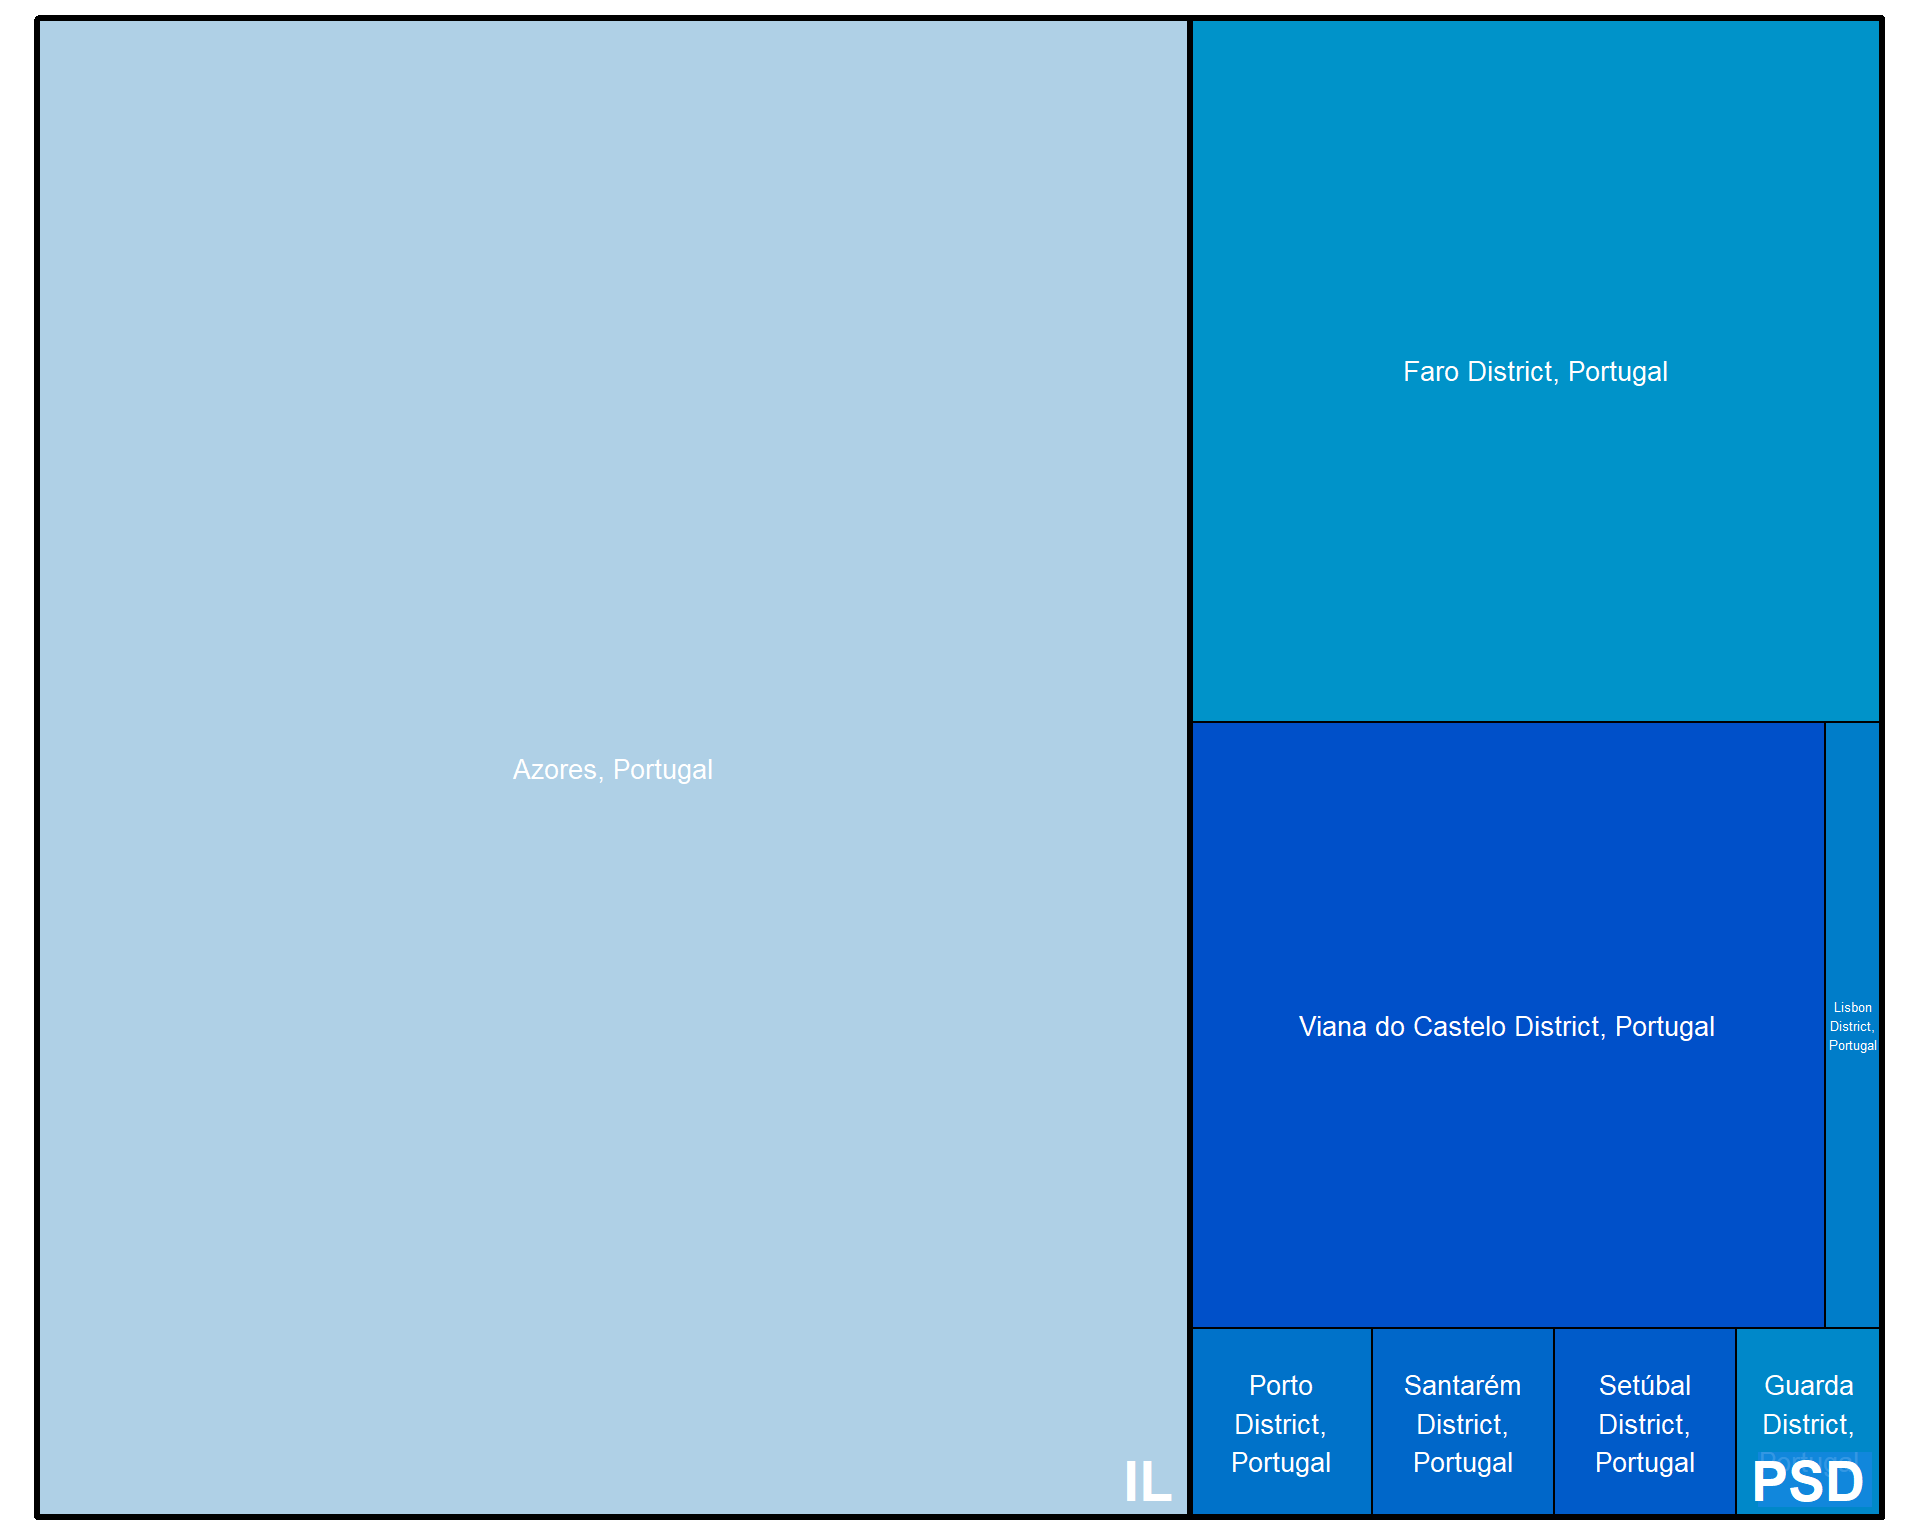 Azores, Portugal
IL
Faro District, Portugal
Viana do Castelo District, Portugal
Lisbon
District,
Portugal
Porto
District,
Portugal
Santarém
District,
Portugal
Setúbal
District,
Portugal
Guarda
District,
Portugal
PSD